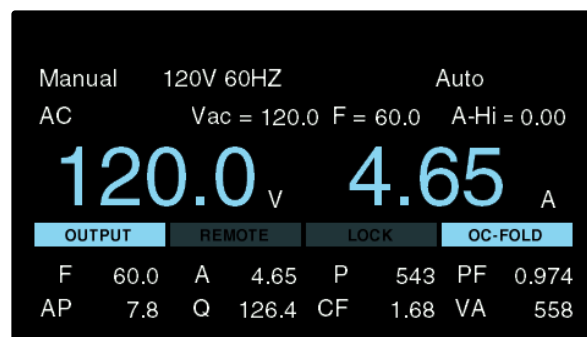 Manual 120V 60HZ Auto
AC Vac = 120.0 F = 60.0 A-Hi = 0.00
120.0 V 4.65 A
OUTPUT REMOTE LOCK OC-FOLD
F 60.0 A 4.65 P 543 PF 0.974
AP 7.8 Q 126.4 CF 1.68 VA 558